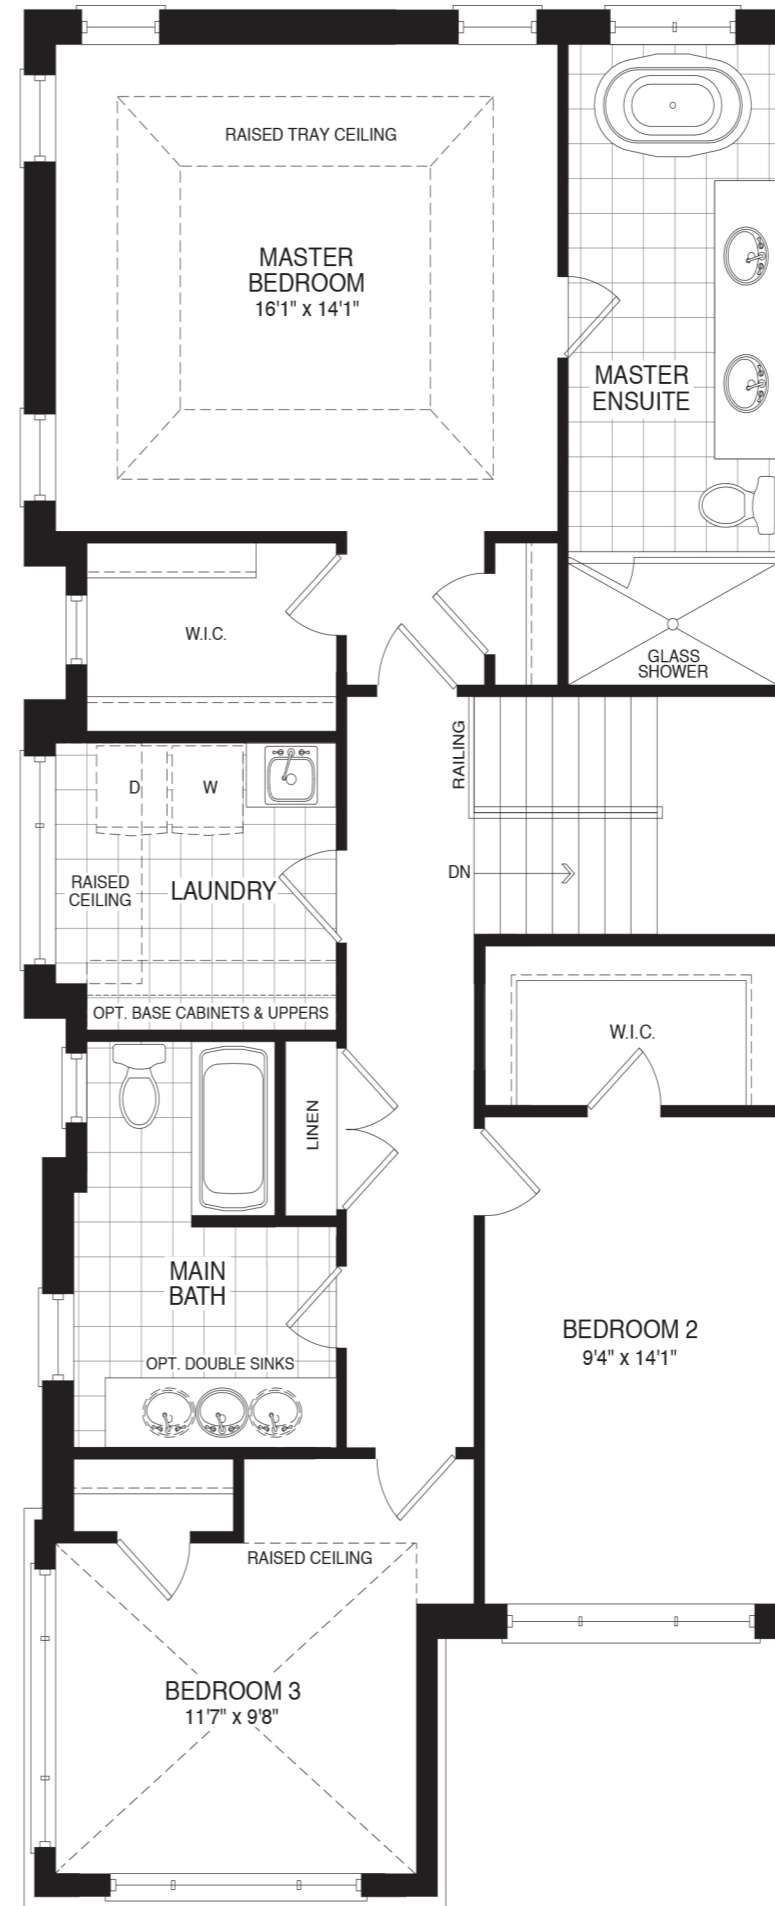 RAISED TRAY CEILING
MASTER
BEDROOM
16'1" x 14'1"
MASTER
ENSUITE
W.I.C.
GLASS
SHOWER
RAILING
D
W
RAISED
CEILING
LAUNDRY
DN
OPT. BASE CABINETS & UPPERS
W.I.C.
LINEN
MAIN
BATH
OPT. DOUBLE SINKS
BEDROOM 2
9'4" x 14'1"
RAISED CEILING
BEDROOM 3
11'7" x 9'8"